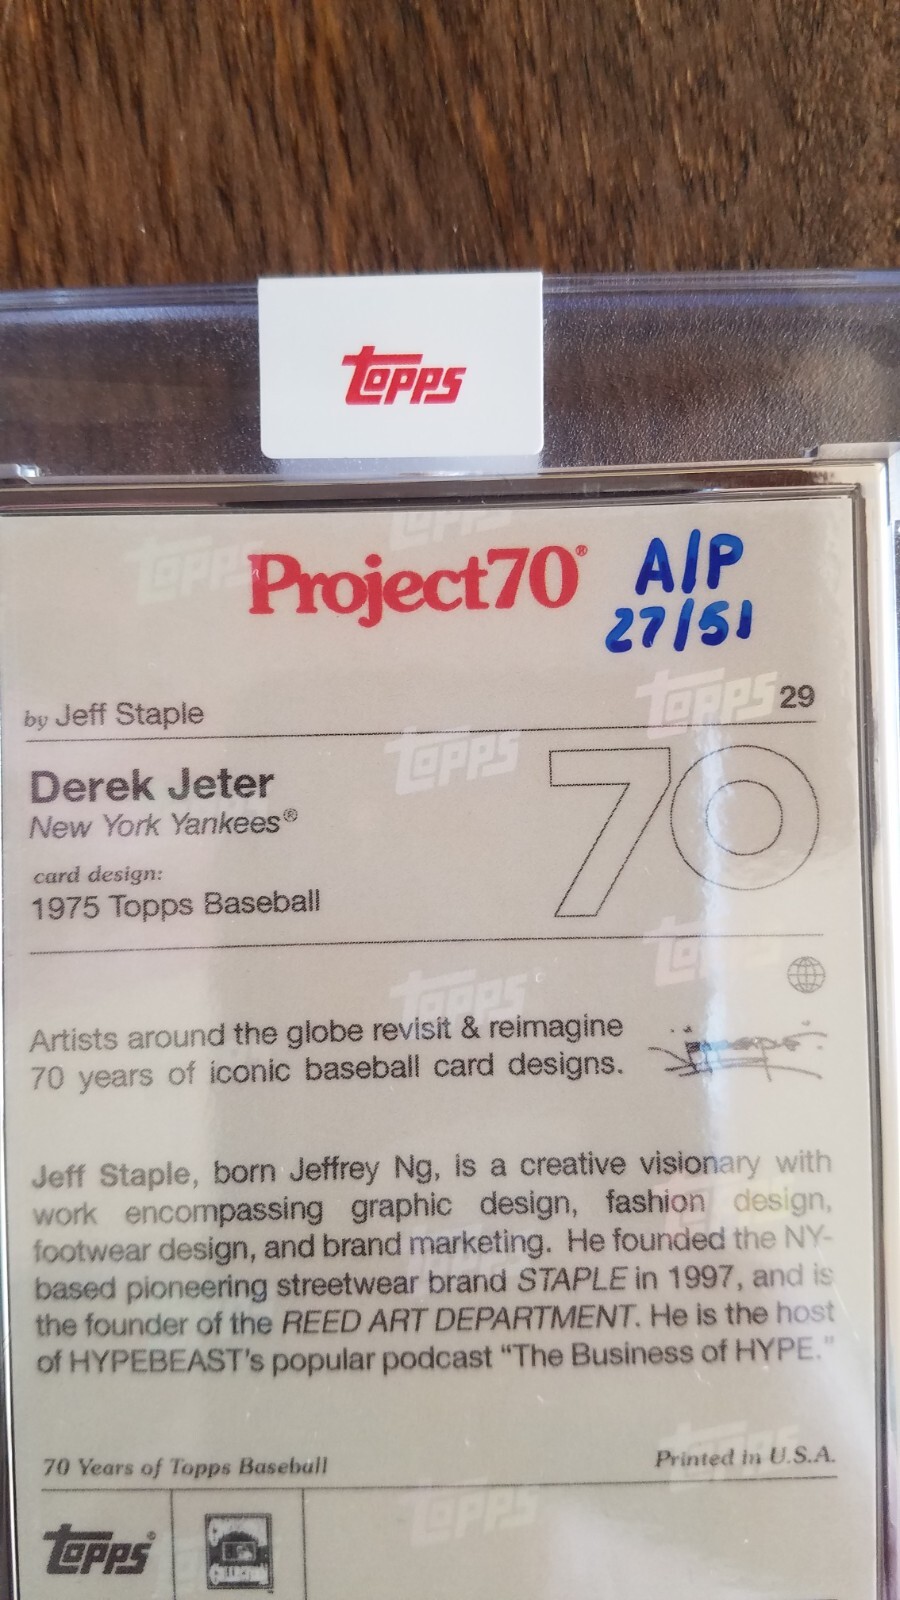 Topps
Project70® A/P
27/51
by Jeff Staple
29
Derek Jeter
New York Yankees®
card design:
1975 Topps Baseball
70
Artists around the globe revisit & reimagine
70 years of iconic baseball card designs.
Jeff Staple, born Jeffrey Ng, is a creative visionary with
work encompassing graphic design, fashion design,
footwear design, and brand marketing. He founded the NY-
based pioneering streetwear brand STAPLE in 1997, and is
the founder of the REED ART DEPARTMENT. He is the host
of HYPEBEAST's popular podcast “The Business of HYPE.”
70 Years of Topps Baseball
Printed in U.S.A.
Topps®
COLLECTION